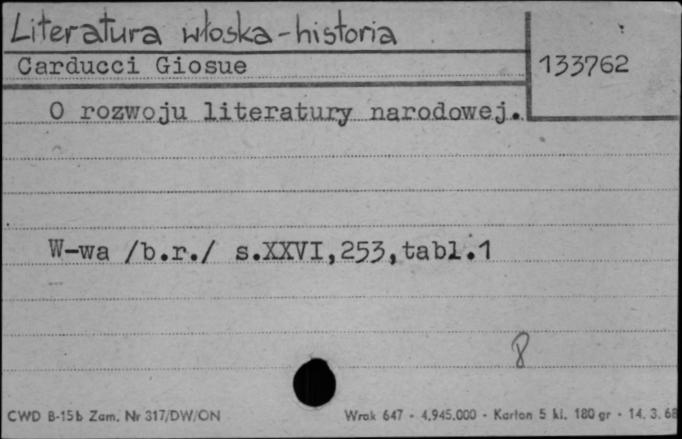 Literatura włoska-historia
Carducci Giosue
133762
O rozwoju literatury narodowej.
W-wa /b.r./ s.XXVI,253,tabl.1
8
CWD B-15b Zam. Nr 317/DW/ON
Wrak 647 - 4.945.000 - Karton 5 kl. 180 gr - 14. 3. 68